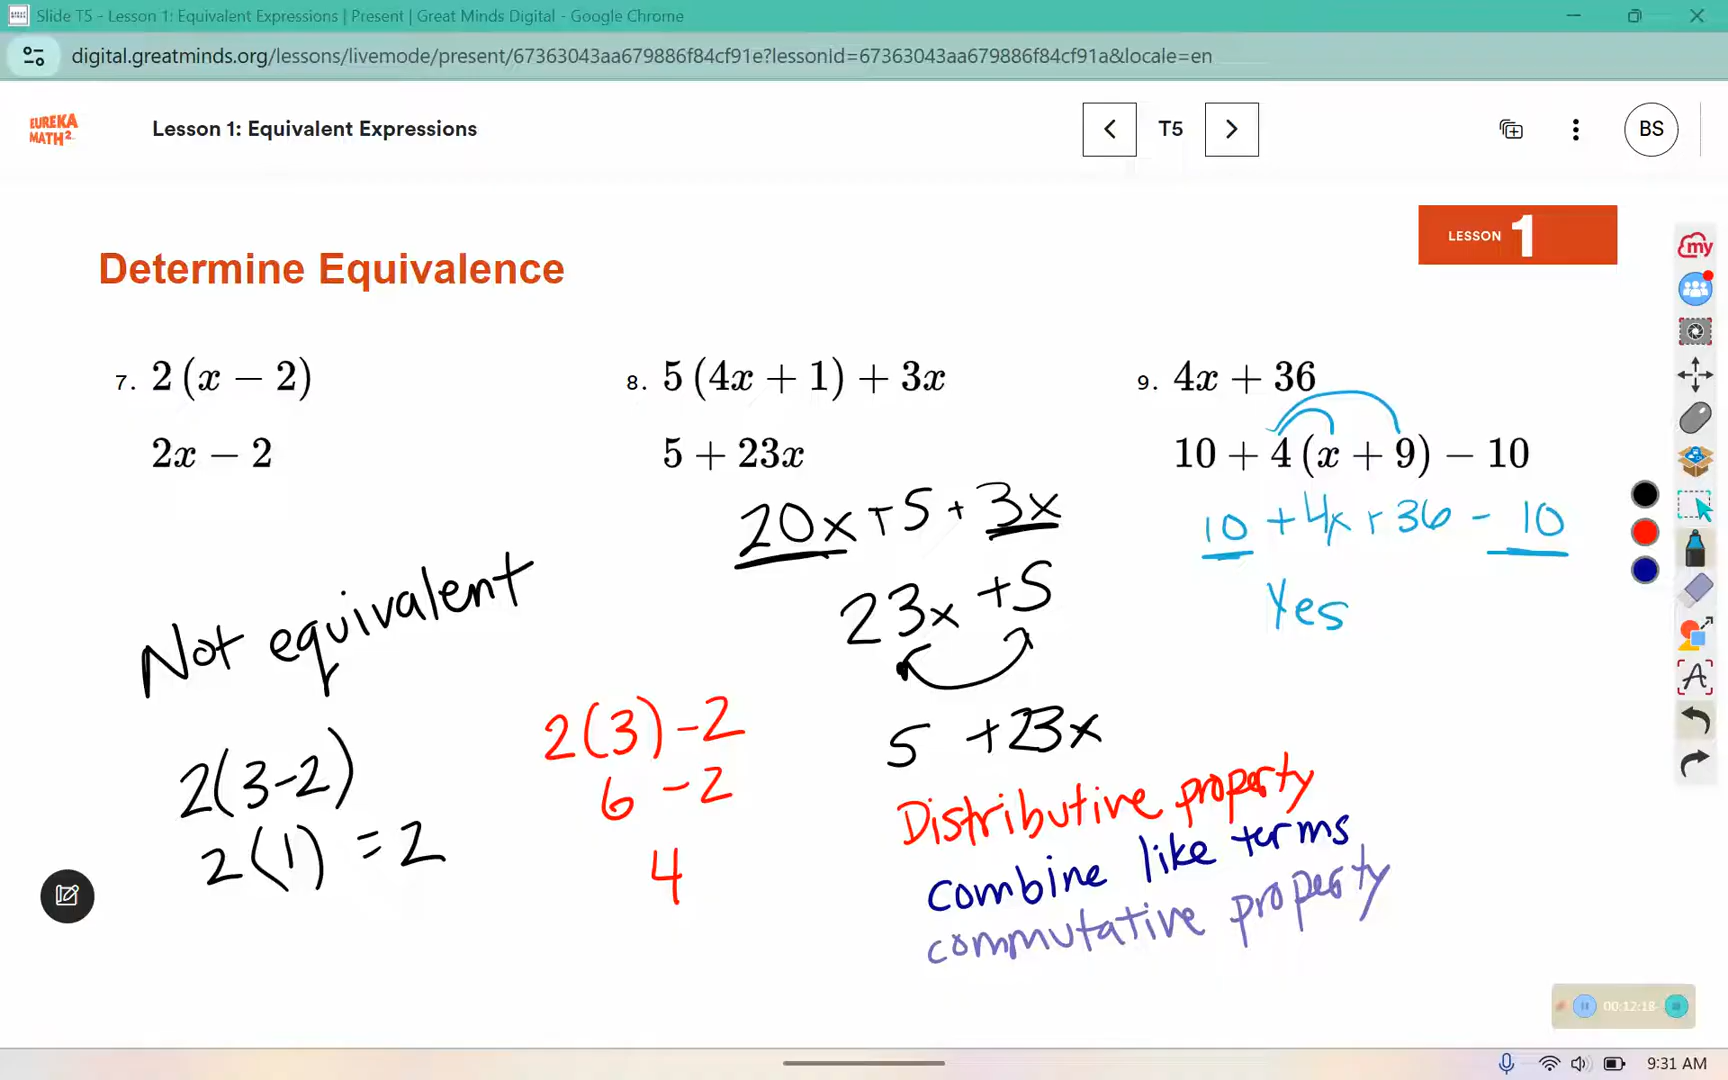 Slide T5 - Lesson 1: Equivalent Expressions | Present | Great Minds Digital - Google Chrome
digital.greatminds.org/lessons/livemode/present/67363043aa679886f84cf91e?lessonId=67363043aa679886f84cf91a&locale=en
EUREKA
MATH²
Lesson 1: Equivalent Expressions
T5
BS
LESSON 1
Determine Equivalence
7. 2(x − 2)
2x − 2
Not equivalent
2(3-2)
2(1) = 2
2(3) -2
6 -2
4
8. 5(4x + 1) + 3x
5 + 23x
20x + 5 + 3x
23x + 5
5 + 23x
Distributive property
combine like terms
commutative property
9. 4x + 36
10 + 4(x + 9) − 10
10 + 4x + 36 - 10
Yes
my
A
00:12:18
9:31 AM